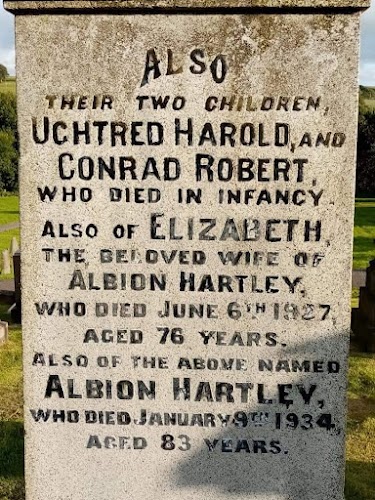 ALSO
THEIR TWO CHILDREN,
UCHTRED HAROLD, AND
CONRAD ROBERT,
WHO DIED IN INFANCY.
ALSO OF ELIZABETH,
THE BELOVED WIFE OF
ALBION HARTLEY,
WHO DIED JUNE 6TH 1927,
AGED 76 YEARS.
ALSO OF THE ABOVE NAMED
ALBION HARTLEY,
WHO DIED JANUARY 9TH 1934,
AGED 83 YEARS.